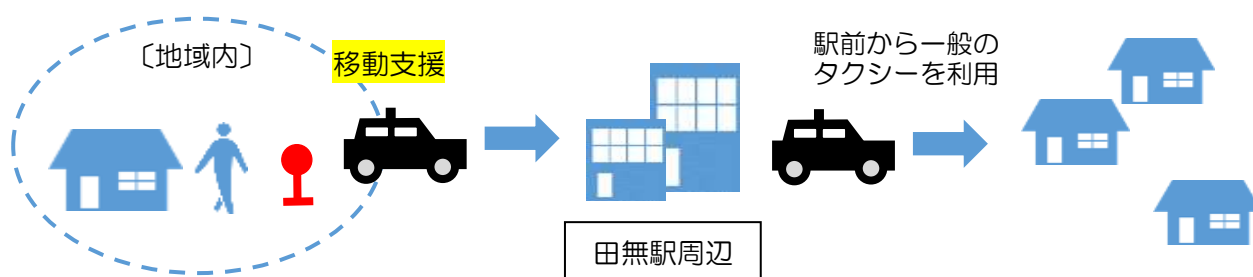 〔地域内〕
移動支援
駅前から一般の
タクシーを利用
田無駅周辺